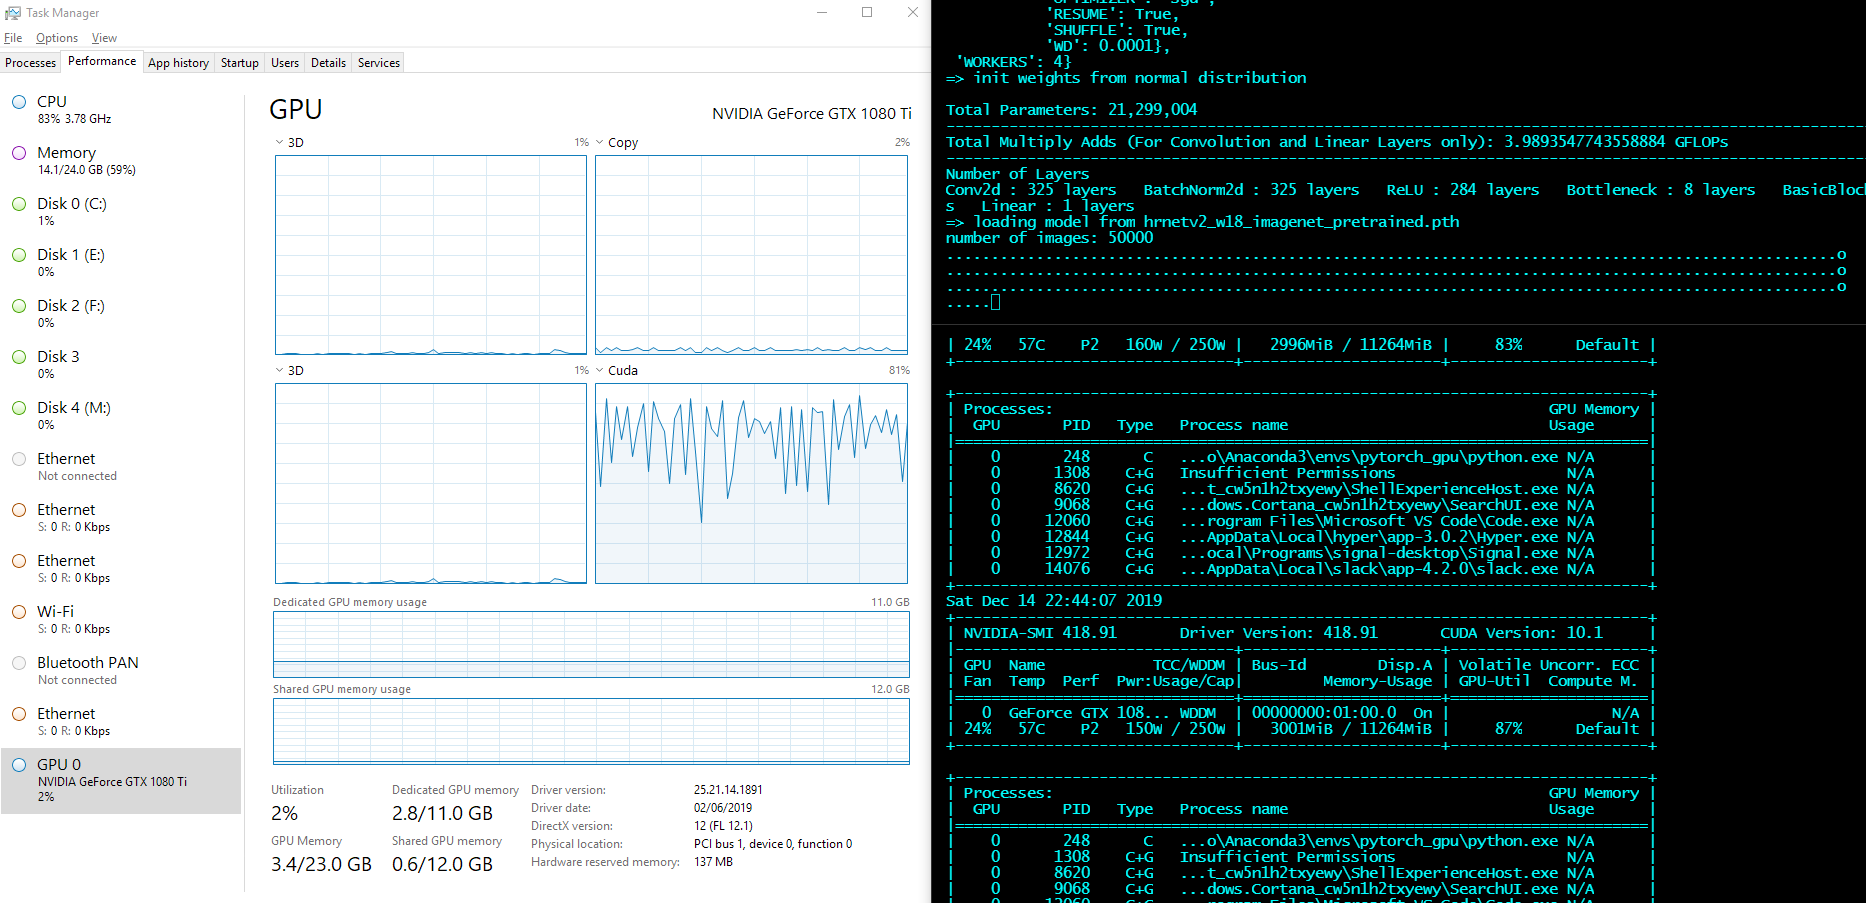 Task Manager
File Options View
Processes Performance App history Startup Users Details Services
CPU
83% 3.78 GHz
Memory
14.1/24.0 GB (59%)
Disk 0 (C:)
1%
Disk 1 (E:)
0%
Disk 2 (F:)
0%
Disk 3
0%
Disk 4 (M:)
0%
Ethernet
Not connected
Ethernet
S: 0 R: 0 Kbps
Ethernet
S: 0 R: 0 Kbps
Wi-Fi
S: 0 R: 0 Kbps
Bluetooth PAN
Not connected
Ethernet
S: 0 R: 0 Kbps
GPU 0
NVIDIA GeForce GTX 1080 Ti
2%
GPU NVIDIA GeForce GTX 1080 Ti
3D 1% Copy 2%
3D 1% Cuda 81%
Dedicated GPU memory usage 11.0 GB
Shared GPU memory usage 12.0 GB
Utilization
2%
Dedicated GPU memory
2.8/11.0 GB
GPU Memory
3.4/23.0 GB
Shared GPU memory
0.6/12.0 GB
Driver version: 25.21.14.1891
Driver date: 02/06/2019
DirectX version: 12 (FL 12.1)
Physical location: PCI bus 1, device 0, function 0
Hardware reserved memory: 137 MB
'RESUME': True,
'SHUFFLE': True,
'WD': 0.0001},
'WORKERS': 4}
=> init weights from normal distribution
Total Parameters: 21,299,004
----------------------------------------------------------------------------------------------------
Total Multiply Adds (For Convolution and Linear Layers only): 3.9893547743558884 GFLOPs
----------------------------------------------------------------------------------------------------
Number of Layers
Conv2d : 325 layers BatchNorm2d : 325 layers ReLU : 284 layers Bottleneck : 8 layers BasicBloc
s Linear : 1 layers
=> loading model from hrnetv2_w18_imagenet_pretrained.pth
number of images: 50000
...................................................................................................o
...................................................................................................o
...................................................................................................o
.....
| 24% 57C P2 160W / 250W | 2996MiB / 11264MiB | 83% Default |
+-------------------------------+----------------------+----------------------+
+-----------------------------------------------------------------------------+
| Processes: GPU Memory |
| GPU PID Type Process name Usage |
|=============================================================================|
| 0 248 C ...o\Anaconda3\envs\pytorch_gpu\python.exe N/A |
| 0 1308 C+G Insufficient Permissions N/A |
| 0 8620 C+G ...t_cw5n1h2txyewy\ShellExperienceHost.exe N/A |
| 0 9068 C+G ...dows.Cortana_cw5n1h2txyewy\SearchUI.exe N/A |
| 0 12060 C+G ...rogram Files\Microsoft VS Code\Code.exe N/A |
| 0 12844 C+G ...AppData\Local\hyper\app-3.0.2\Hyper.exe N/A |
| 0 12972 C+G ...ocal\Programs\signal-desktop\Signal.exe N/A |
| 0 14076 C+G ...AppData\Local\slack\app-4.2.0\slack.exe N/A |
+-----------------------------------------------------------------------------+
Sat Dec 14 22:44:07 2019
+-----------------------------------------------------------------------------+
| NVIDIA-SMI 418.91 Driver Version: 418.91 CUDA Version: 10.1 |
|-------------------------------+----------------------+----------------------+
| GPU Name TCC/WDDM | Bus-Id Disp.A | Volatile Uncorr. ECC |
| Fan Temp Perf Pwr:Usage/Cap| Memory-Usage | GPU-Util Compute M. |
|===============================+======================+======================|
| 0 GeForce GTX 108... WDDM | 00000000:01:00.0 On | N/A |
| 24% 57C P2 150W / 250W | 3001MiB / 11264MiB | 87% Default |
+-------------------------------+----------------------+----------------------+
+-----------------------------------------------------------------------------+
| Processes: GPU Memory |
| GPU PID Type Process name Usage |
|=============================================================================|
| 0 248 C ...o\Anaconda3\envs\pytorch_gpu\python.exe N/A |
| 0 1308 C+G Insufficient Permissions N/A |
| 0 8620 C+G ...t_cw5n1h2txyewy\ShellExperienceHost.exe N/A |
| 0 9068 C+G ...dows.Cortana_cw5n1h2txyewy\SearchUI.exe N/A |